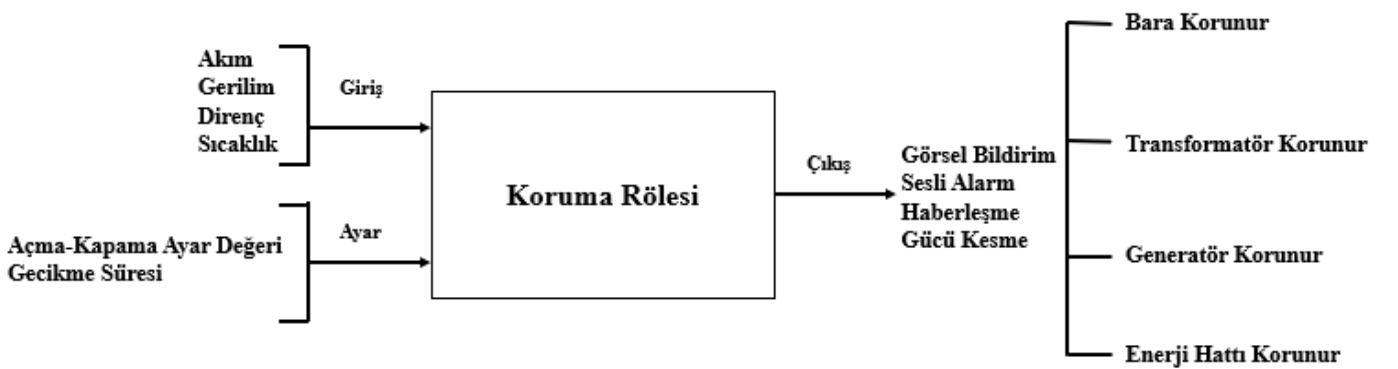 Akım
Gerilim
Direnç
Sıcaklık
Giriş
Açma-Kapama Ayar Değeri
Gecikme Süresi
Ayar
Koruma Rölesi
Çıkış
Görsel Bildirim
Sesli Alarm
Haberleşme
Gücü Kesme
Bara Korunur
Transformatör Korunur
Generatör Korunur
Enerji Hattı Korunur